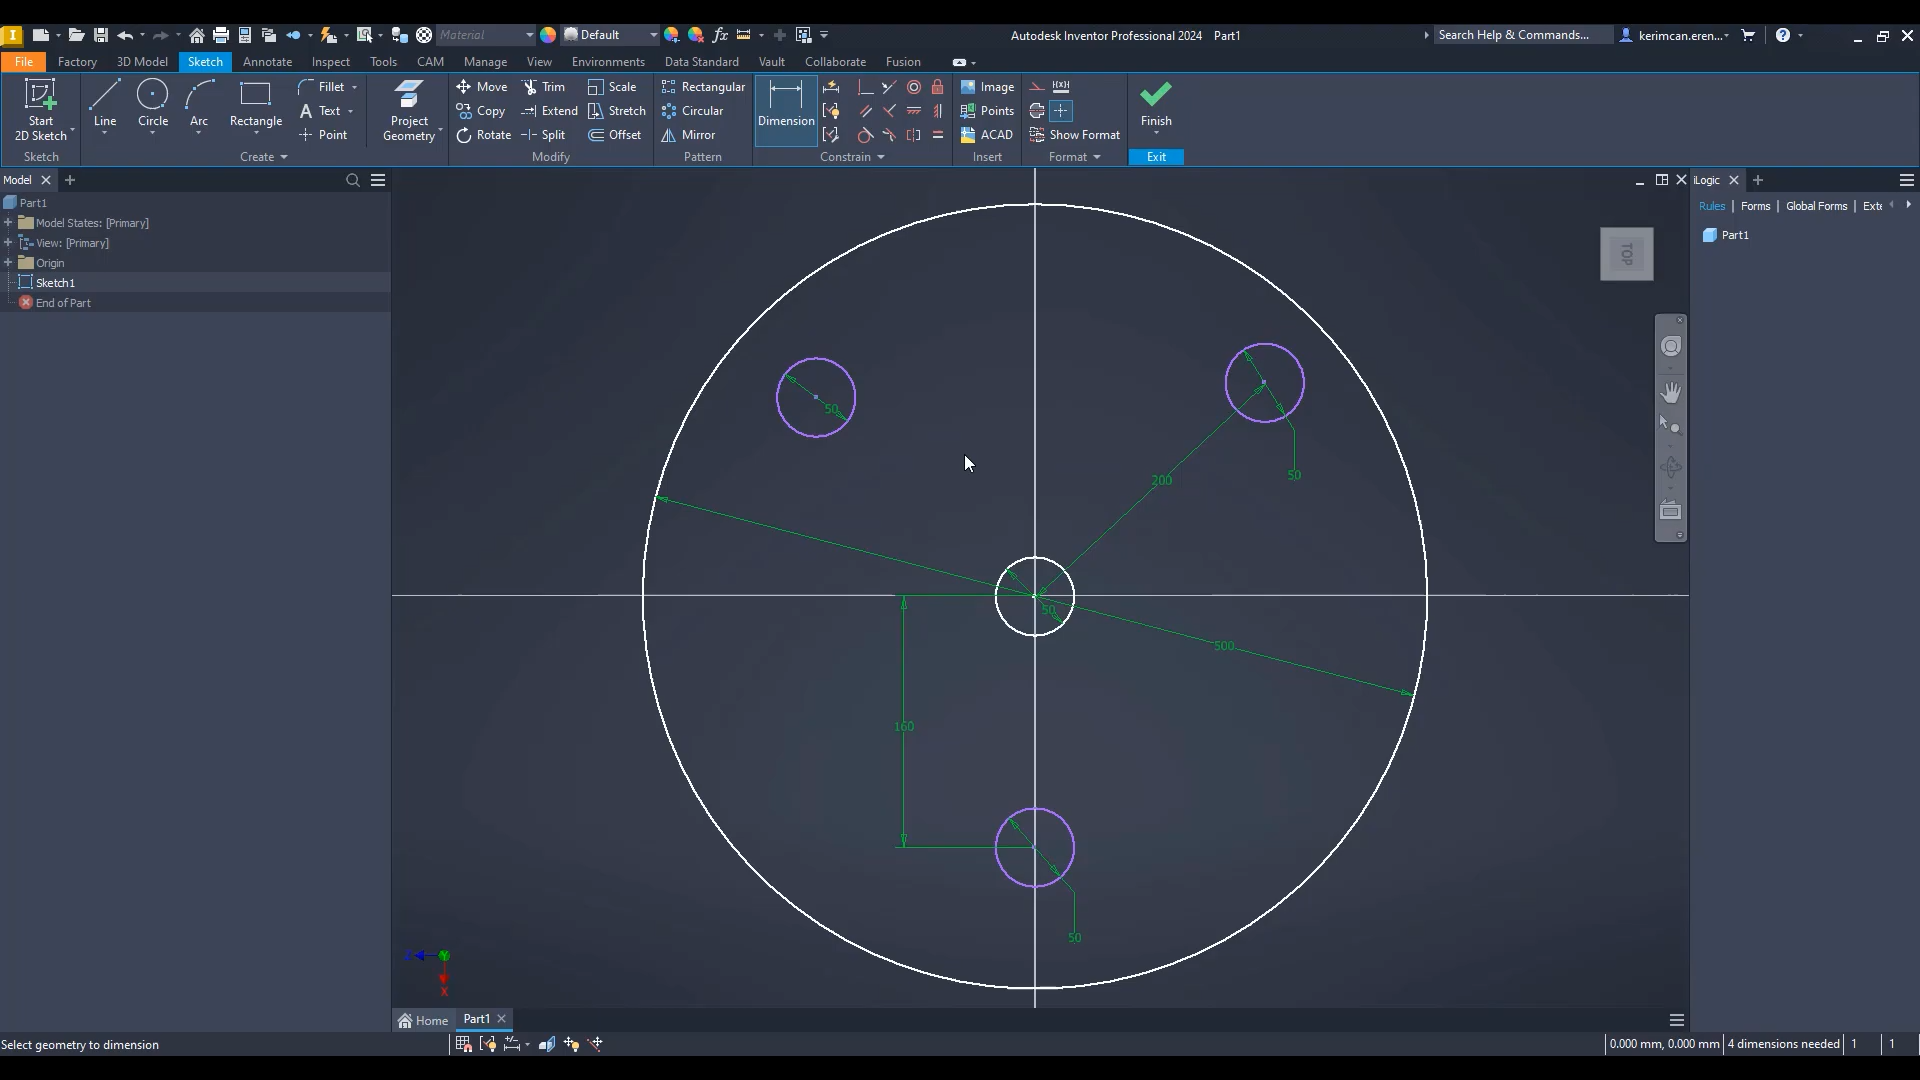 I Material Default fx Autodesk Inventor Professional 2024 Part1 Search Help & Commands... kerimcan.eren...
File Factory 3D Model Sketch Annotate Inspect Tools CAM Manage View Environments Data Standard Vault Collaborate Fusion
Start 2D Sketch Line Circle Arc Rectangle Fillet Text Point Project Geometry
Move Trim Scale
Copy Extend Stretch
Rotate Split Offset
Rectangular
Circular
Mirror
Dimension
Image
Points
ACAD
Show Format
Finish
Sketch Create Modify Pattern Constrain Insert Format Exit
Model
Part1
Model States: [Primary]
View: [Primary]
Origin
Sketch1
End of Part
iLogic
Rules | Forms | Global Forms | Exte
Part1
TOP
50
200
50
50
500
160
50
Z
Y
X
Home Part1
Select geometry to dimension
0.000 mm, 0.000 mm 4 dimensions needed 1 1